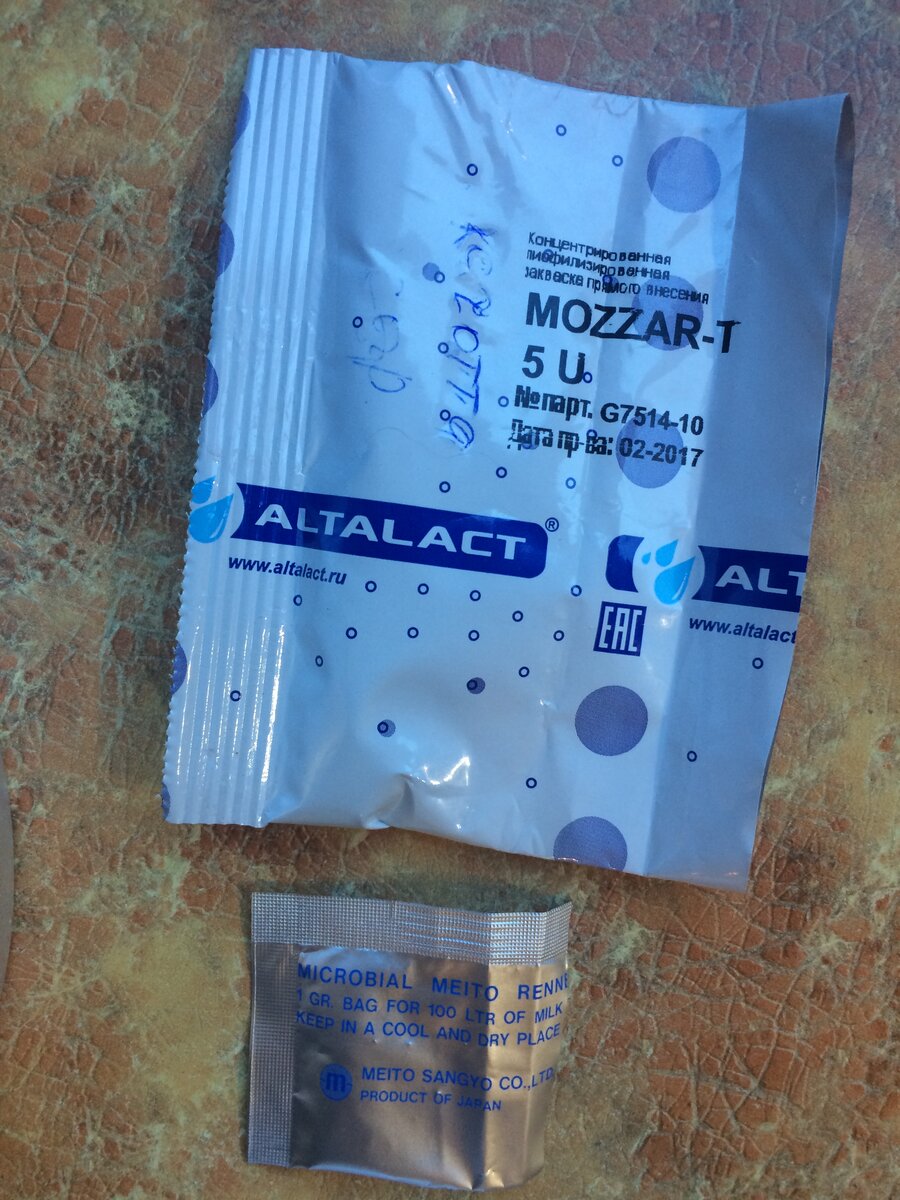 Концентрированная
лиофилизированная
закваска прямого внесения
MOZZAR-T
5 U
№ парт. G7514-10
Дата пр-ва: 02-2017
ALTALACT®
www.altalact.ru
ALT
www.altalact
EAC
MICROBIAL MEITO RENNE
1 GR. BAG FOR 100 LTR OF MILK
KEEP IN A COOL AND DRY PLACE
m
MEITO SANGYO CO.,LTD.
PRODUCT OF JAPAN